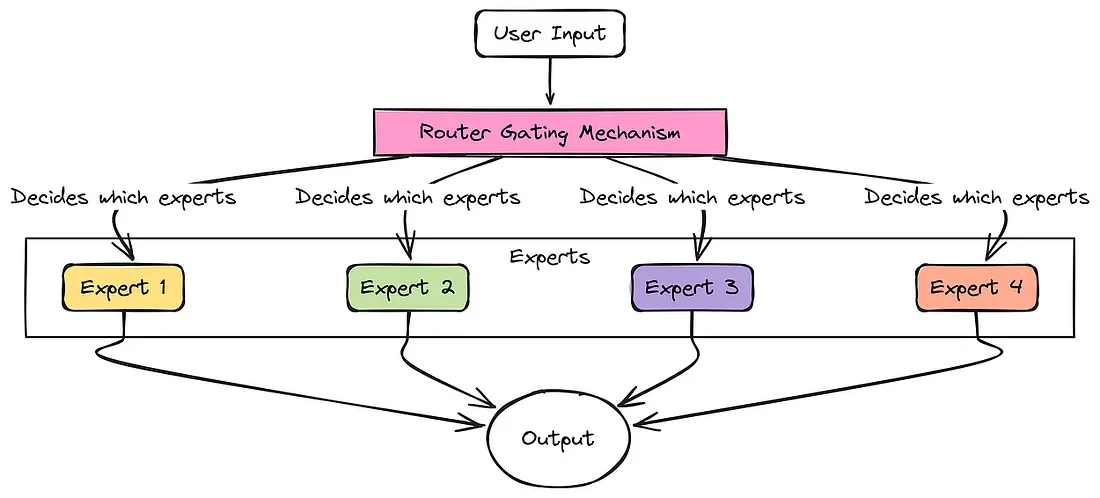 User Input
Router Gating Mechanism
Decides which experts
Decides which experts
Decides which experts
Decides which experts
Experts
Expert 1
Expert 2
Expert 3
Expert 4
Output